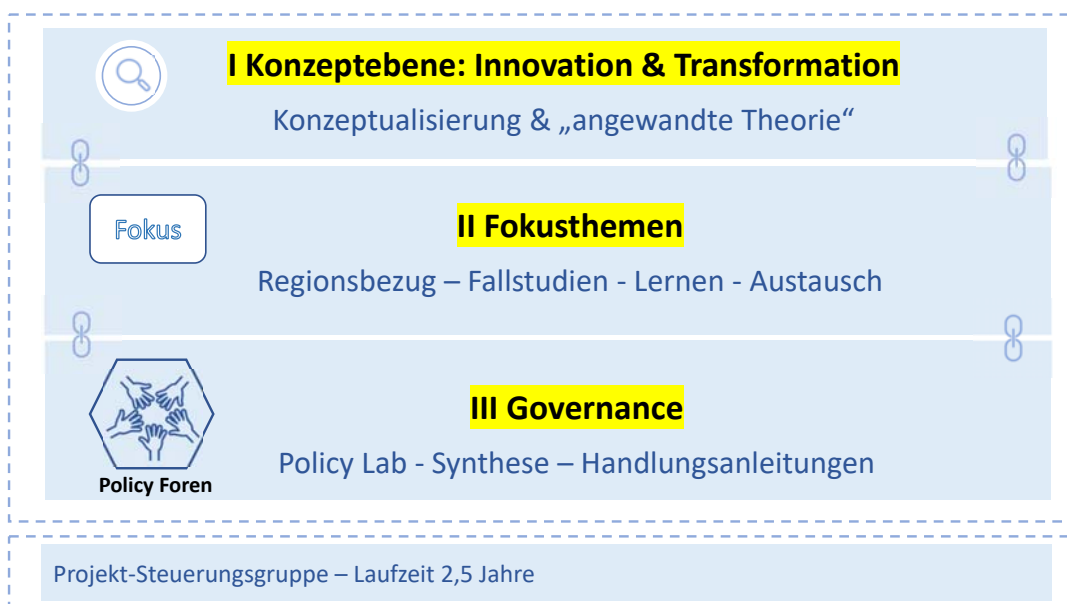 I Konzeptebene: Innovation & Transformation
Konzeptualisierung & „angewandte Theorie“
Fokus
II Fokusthemen
Regionsbezug – Fallstudien - Lernen - Austausch
III Governance
Policy Lab - Synthese – Handlungsanleitungen
Policy Foren
Projekt-Steuerungsgruppe – Laufzeit 2,5 Jahre